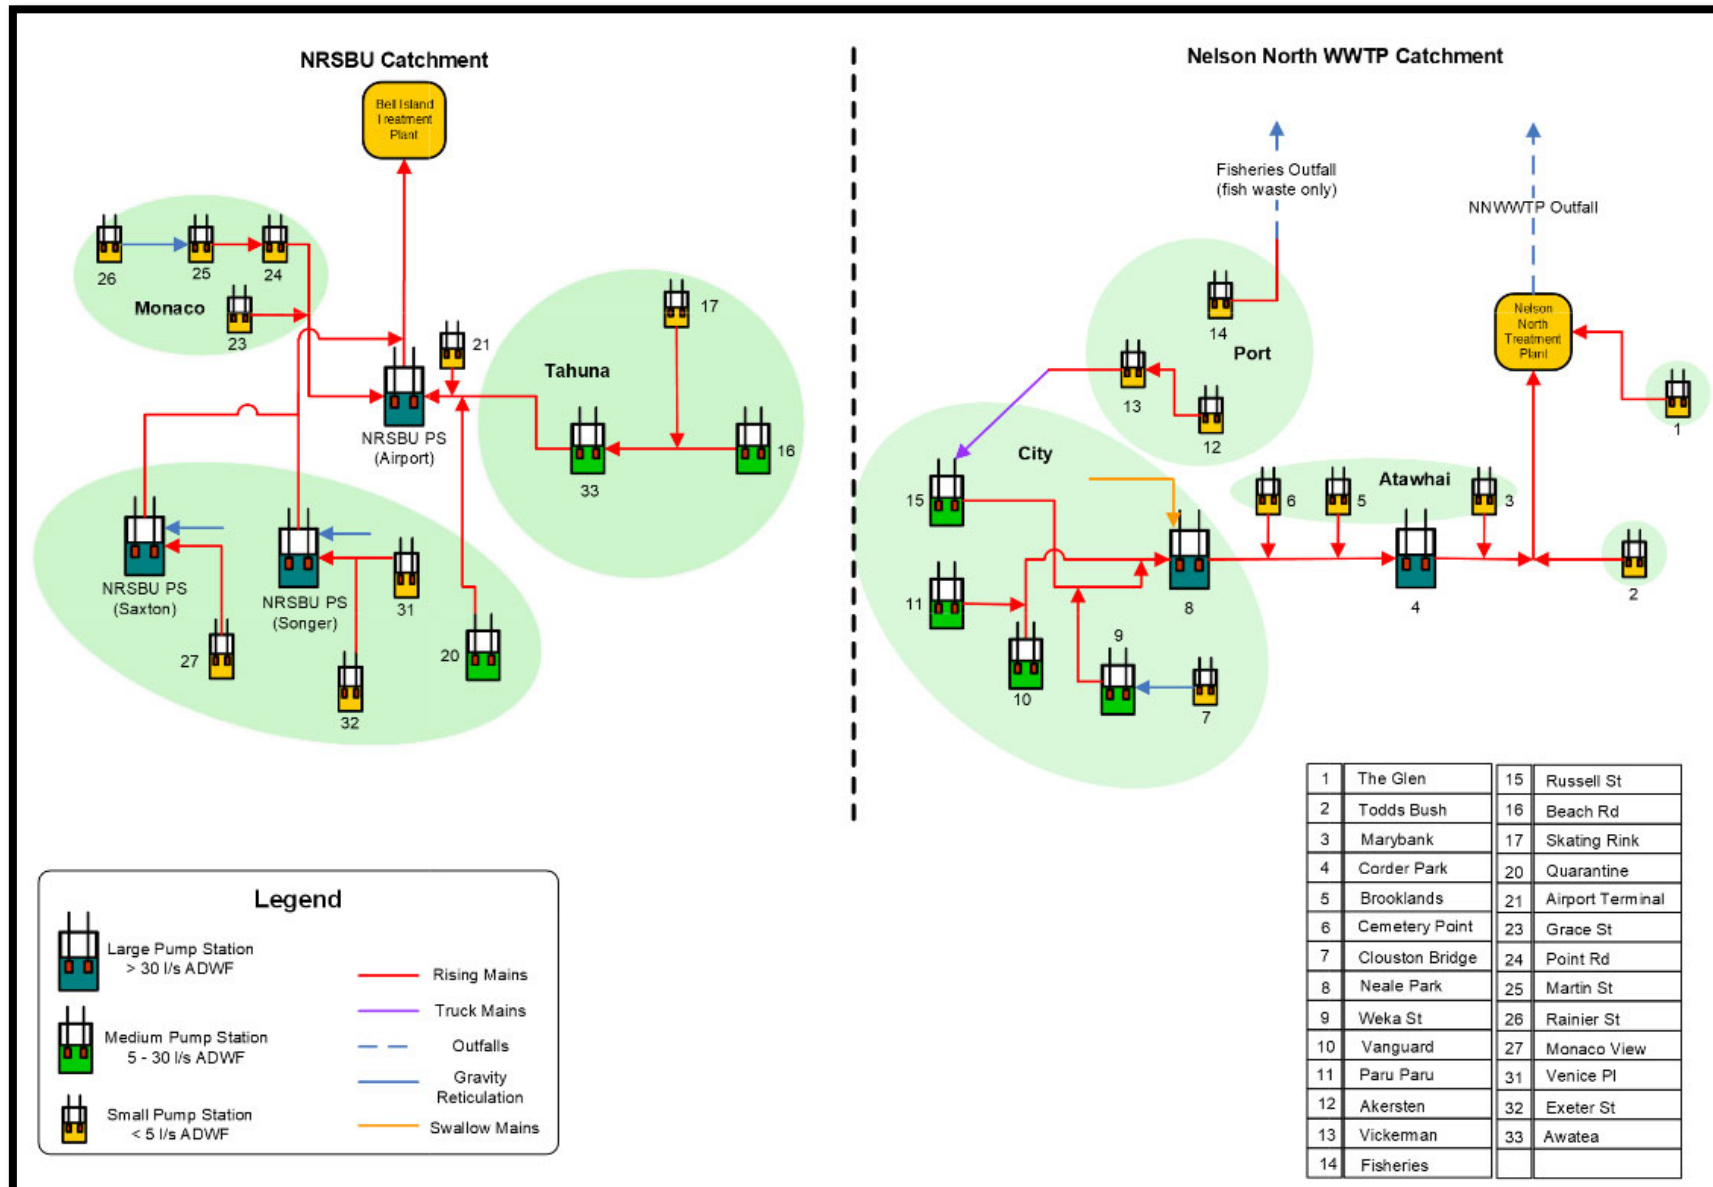 NRSBU Catchment
Nelson North WWTP Catchment
Bell Island
Treatment
Plant
Fisheries Outfall
(fish waste only)
NNWWTP Outfall
26
25
24
Monaco
23
21
17
Tahuna
NRSBU PS
(Airport)
33
16
NRSBU PS
(Saxton)
NRSBU PS
(Songer)
31
27
32
20
14
Port
13
12
Nelson
North
Treatment
Plant
1
City
15
11
10
9
7
8
6
5
Atawhai
3
4
2
Legend
Large Pump Station
> 30 l/s ADWF
Medium Pump Station
5 - 30 l/s ADWF
Small Pump Station
< 5 l/s ADWF
Rising Mains
Truck Mains
Outfalls
Gravity
Reticulation
Swallow Mains
1 The Glen
2 Todds Bush
3 Marybank
4 Corder Park
5 Brooklands
6 Cemetery Point
7 Clouston Bridge
8 Neale Park
9 Weka St
10 Vanguard
11 Paru Paru
12 Akersten
13 Vickerman
14 Fisheries
15 Russell St
16 Beach Rd
17 Skating Rink
20 Quarantine
21 Airport Terminal
23 Grace St
24 Point Rd
25 Martin St
26 Rainier St
27 Monaco View
31 Venice Pl
32 Exeter St
33 Awatea